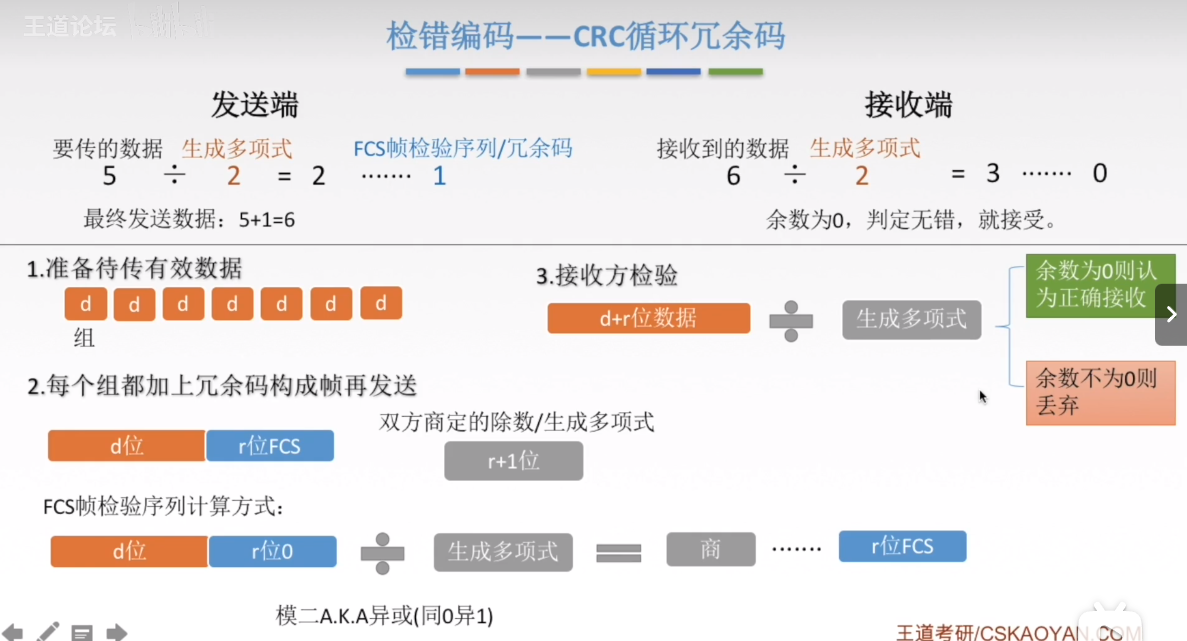 王道论坛
检错编码——CRC循环冗余码
发送端
要传的数据 生成多项式 FCS帧检验序列/冗余码
5 ÷ 2 = 2 ······· 1
最终发送数据：5+1=6
接收端
接收到的数据 生成多项式
6 ÷ 2 = 3 ······· 0
余数为0，判定无错，就接受。
1.准备待传有效数据
d d d d d d d
组
2.每个组都加上冗余码构成帧再发送
d位 r位FCS
双方商定的除数/生成多项式
r+1位
FCS帧检验序列计算方式：
d位 r位0 ÷ 生成多项式 = 商 ······· r位FCS
模二A.K.A异或(同0异1)
3.接收方检验
d+r位数据 ÷ 生成多项式
余数为0则认
为正确接收
余数不为0则
丢弃
王道考研/CSKAOYAN.COM